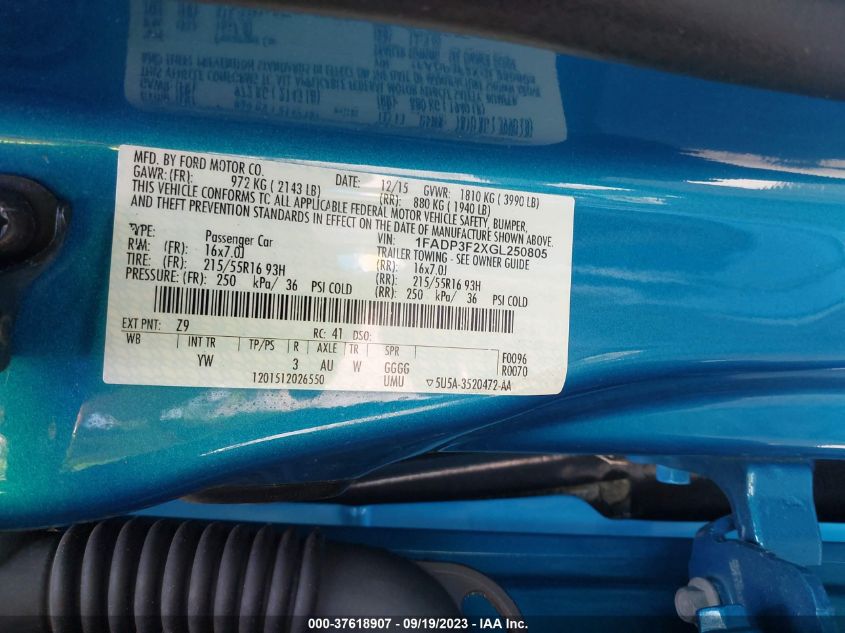 MFD. BY FORD MOTOR CO.
DATE: 12/15 GVWR: 1810 KG ( 3990 LB)
GAWR: (FR): 972 KG ( 2143 LB) (RR): 880 KG ( 1940 LB)
THIS VEHICLE CONFORMS TO ALL APPLICABLE FEDERAL MOTOR VEHICLE SAFETY, BUMPER,
AND THEFT PREVENTION STANDARDS IN EFFECT ON THE DATE OF MANUFACTURE SHOWN ABOVE.
VIN: 1FADP3F2XGL250805
TYPE: Passenger Car TRAILER TOWING - SEE OWNER GUIDE
RIM: (FR): 16x7.0J (RR): 16x7.0J
TIRE: (FR): 215/55R16 93H (RR): 215/55R16 93H
PRESSURE: (FR): 250 kPa/ 36 PSI COLD (RR): 250 kPa/ 36 PSI COLD
EXT PNT: Z9 RC: 41 DSO:
WB INT TR TP/PS R AXLE TR SPR F0096
YW 3 AU W GGGG R0070
1201512026550 UMU ▽5U5A-3520472-AA
000-37618907 - 09/19/2023 - IAAI.com